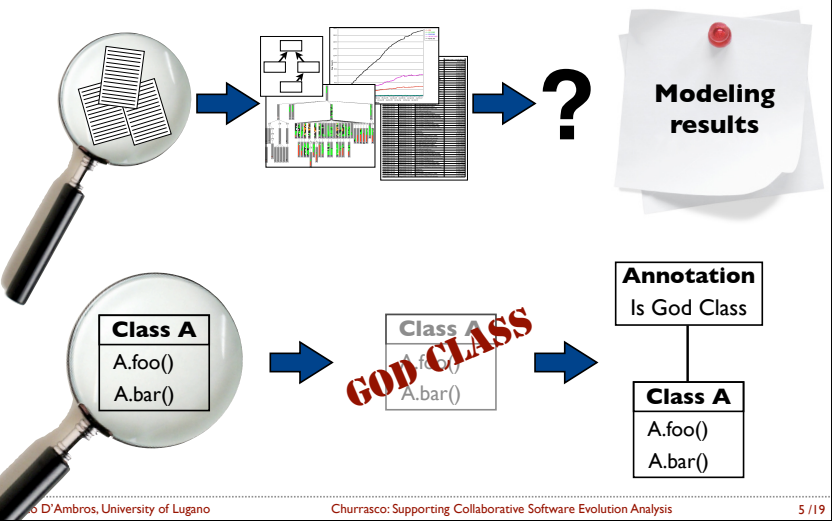 ?
Modeling
results
Class A
A.foo()
A.bar()
Class A
A.foo()
A.bar()
GOD CLASS
Annotation
Is God Class
Class A
A.foo()
A.bar()
D'Ambros, University of Lugano
Churrasco: Supporting Collaborative Software Evolution Analysis
5 /19